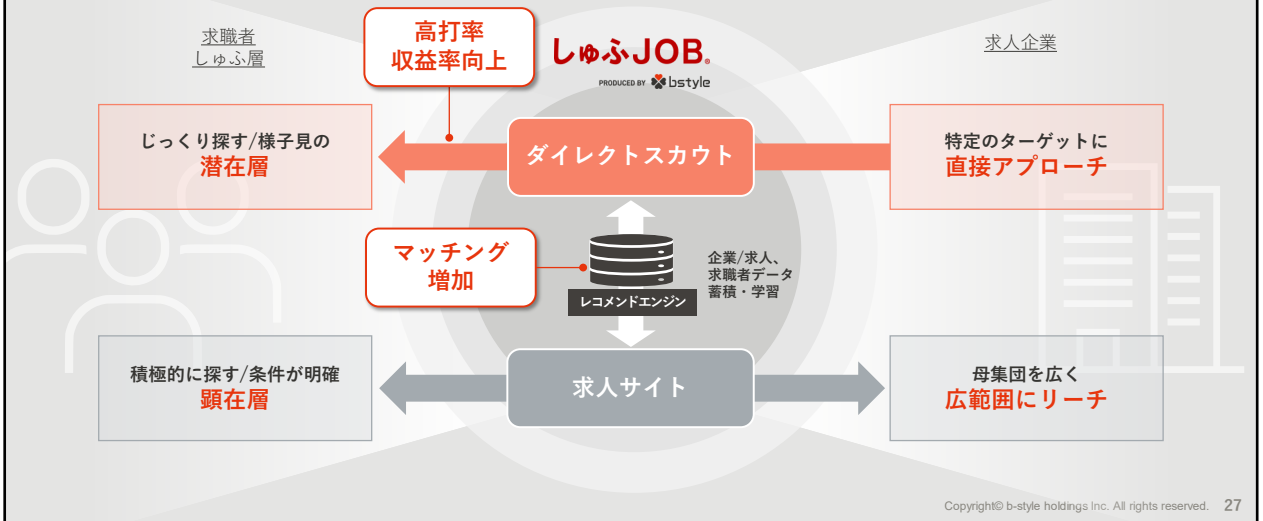 求職者
しゅふ層
高打率
収益率向上
しゅふJOB®
PRODUCED BY bstyle
求人企業
じっくり探す/様子見の
潜在層
ダイレクトスカウト
特定のターゲットに
直接アプローチ
マッチング
増加
企業/求人、
求職者データ
蓄積・学習
レコメンドエンジン
積極的に探す/条件が明確
顕在層
求人サイト
母集団を広く
広範囲にリーチ
Copyright© b-style holdings Inc. All rights reserved. 27